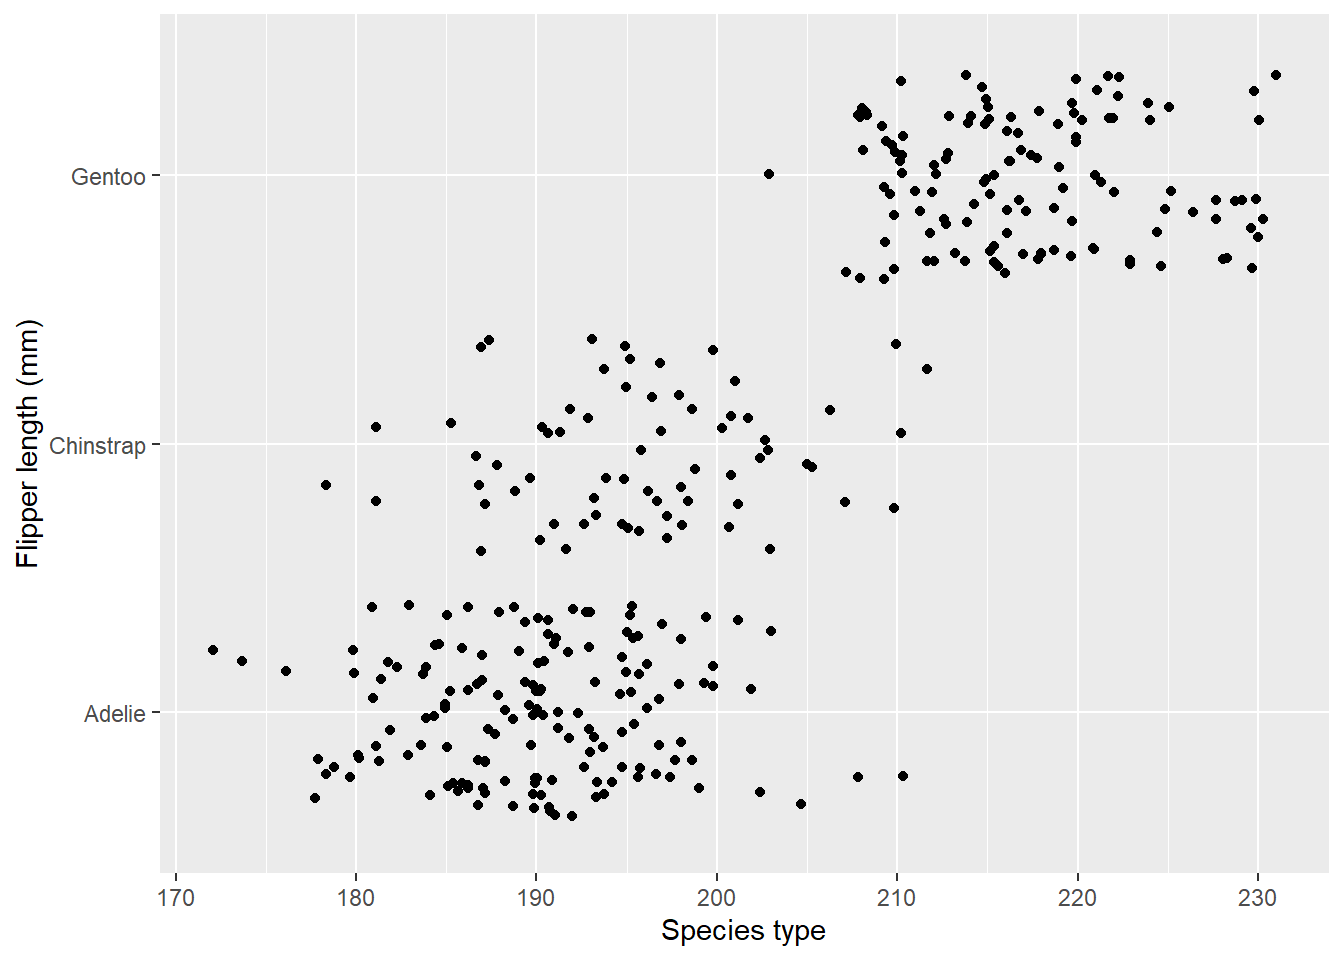 Gentoo
Chinstrap
Adelie
Flipper length (mm)
170 180 190 200 210 220 230
Species type